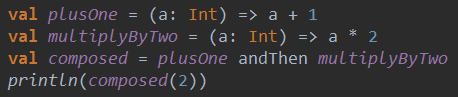 val plusOne = (a: Int) => a + 1
val multiplyByTwo = (a: Int) => a * 2
val composed = plusOne andThen multiplyByTwo
println(composed(2))